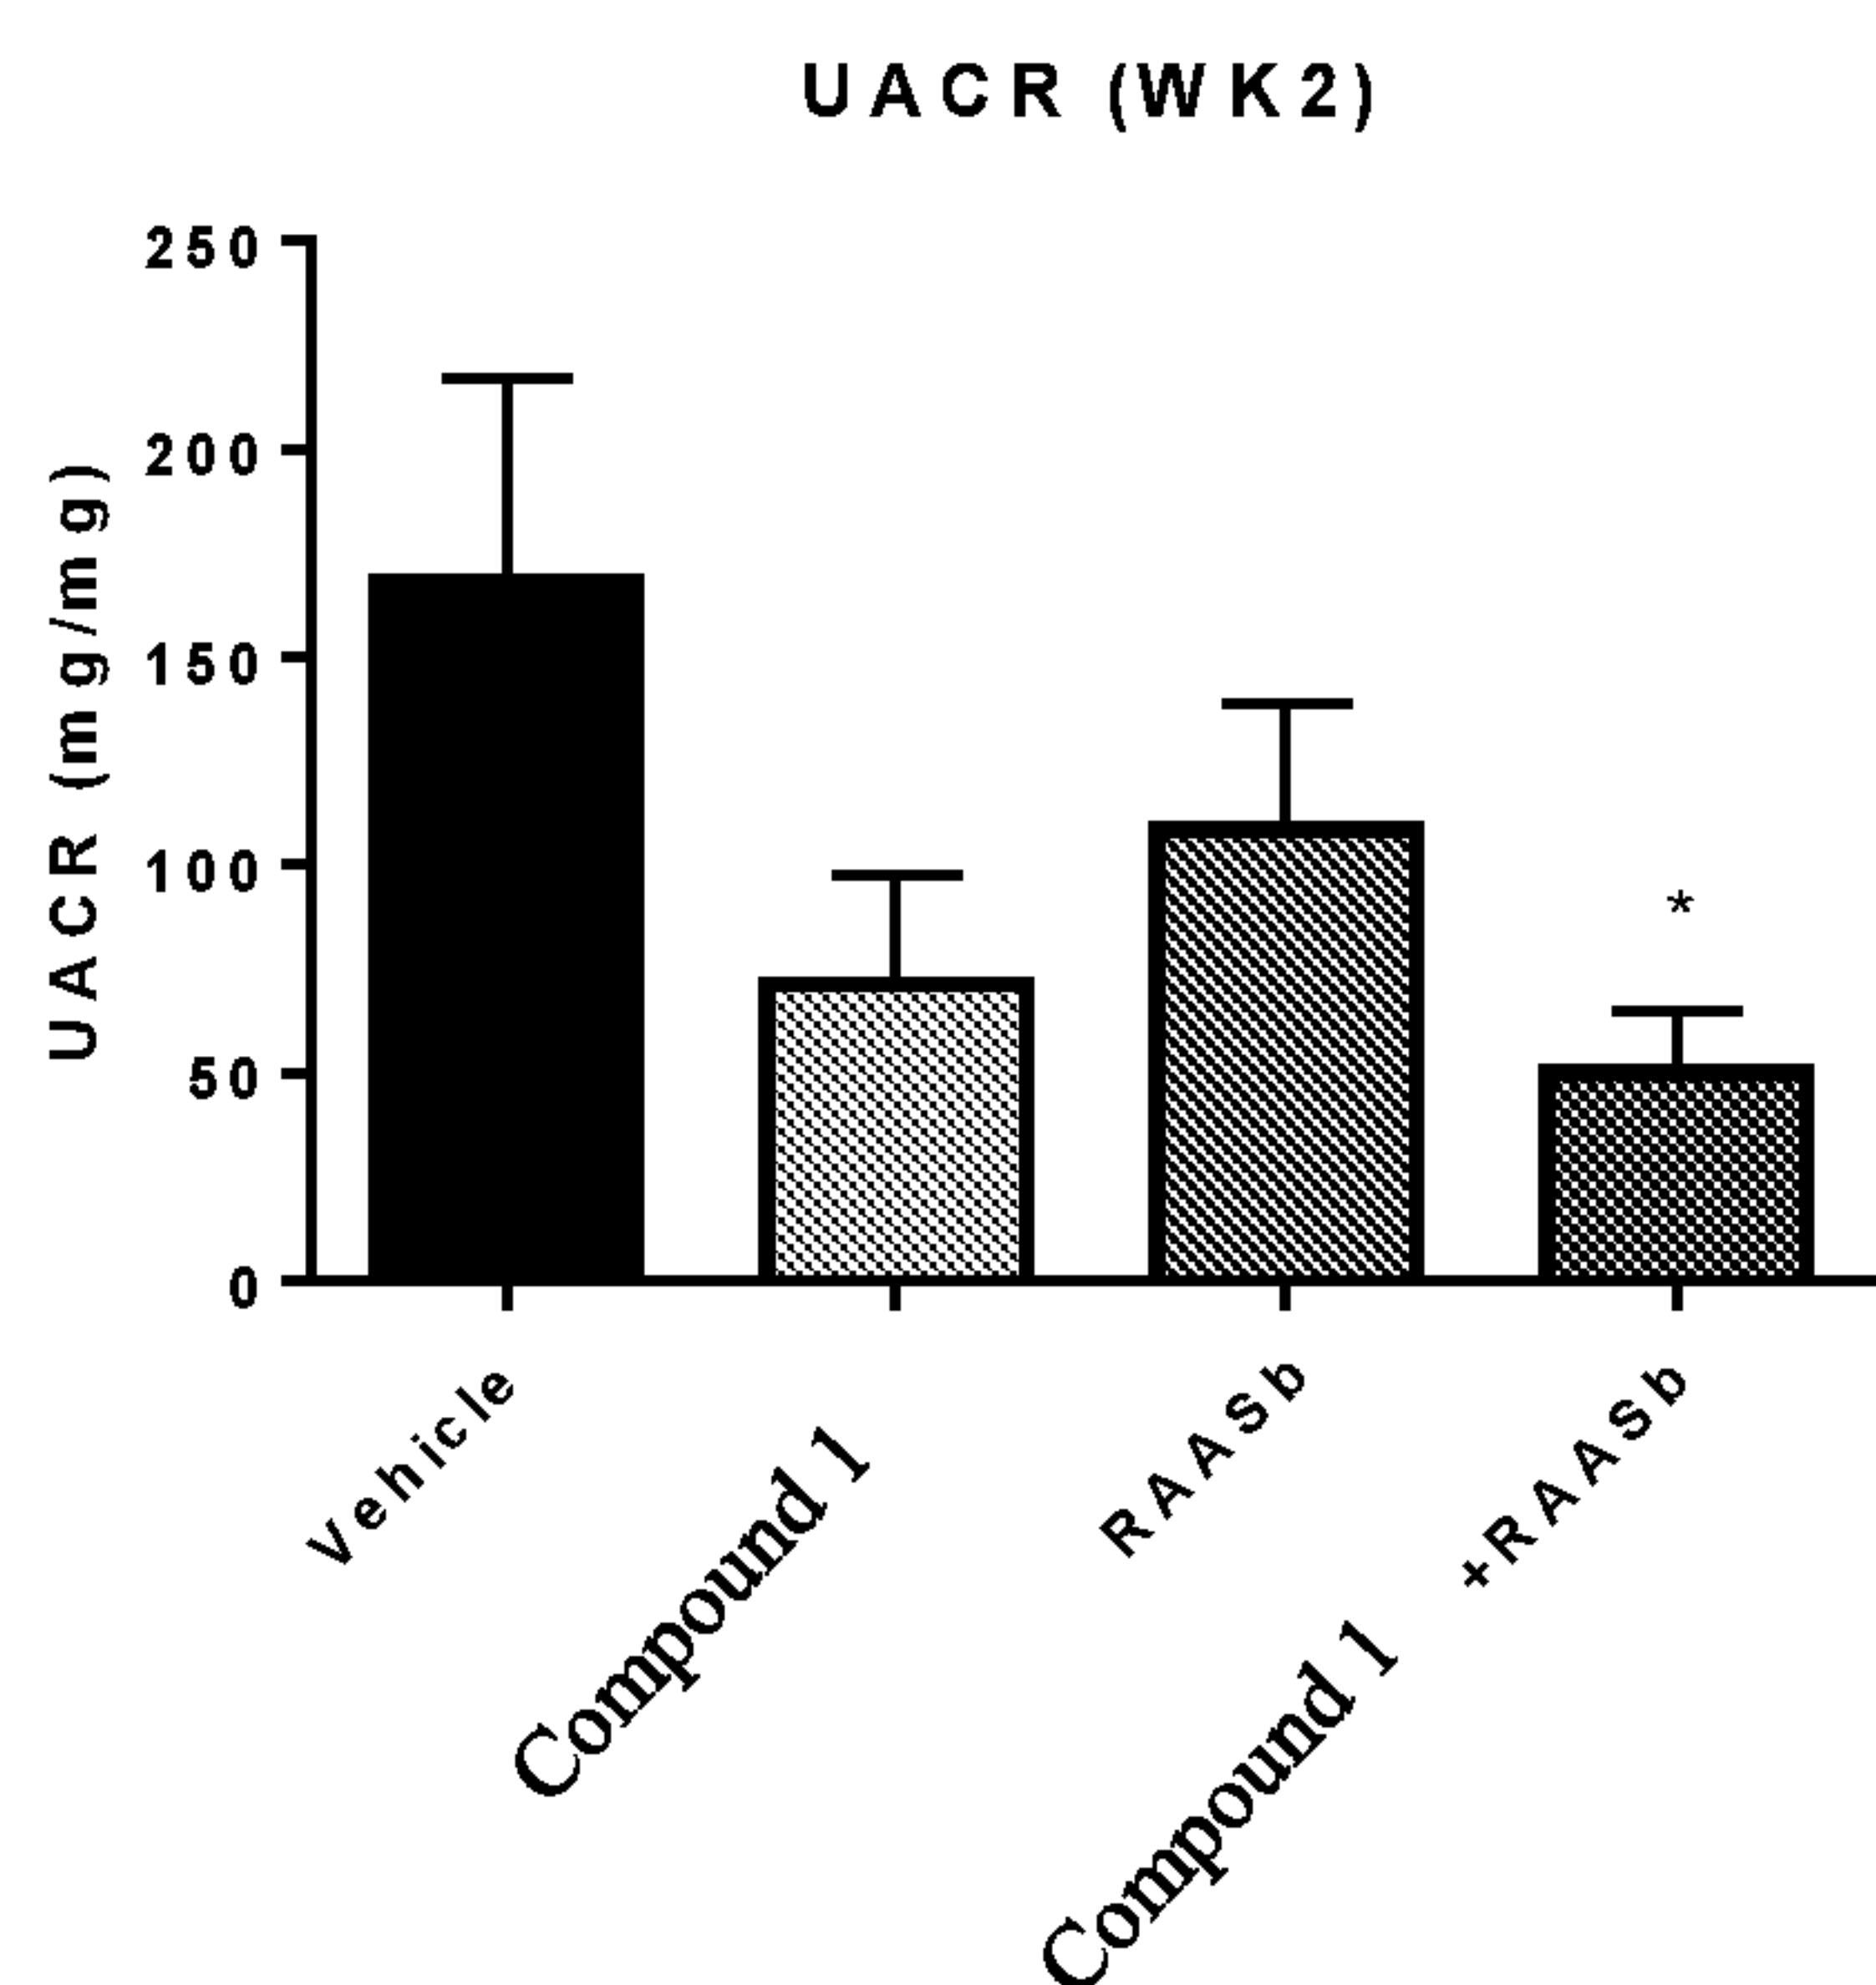 UACR (WK2)
UACR (mg/mg)
250
200
150
100
50
0
*
Vehicle
Compound 1
RAASb
Compound 1 +RAASb